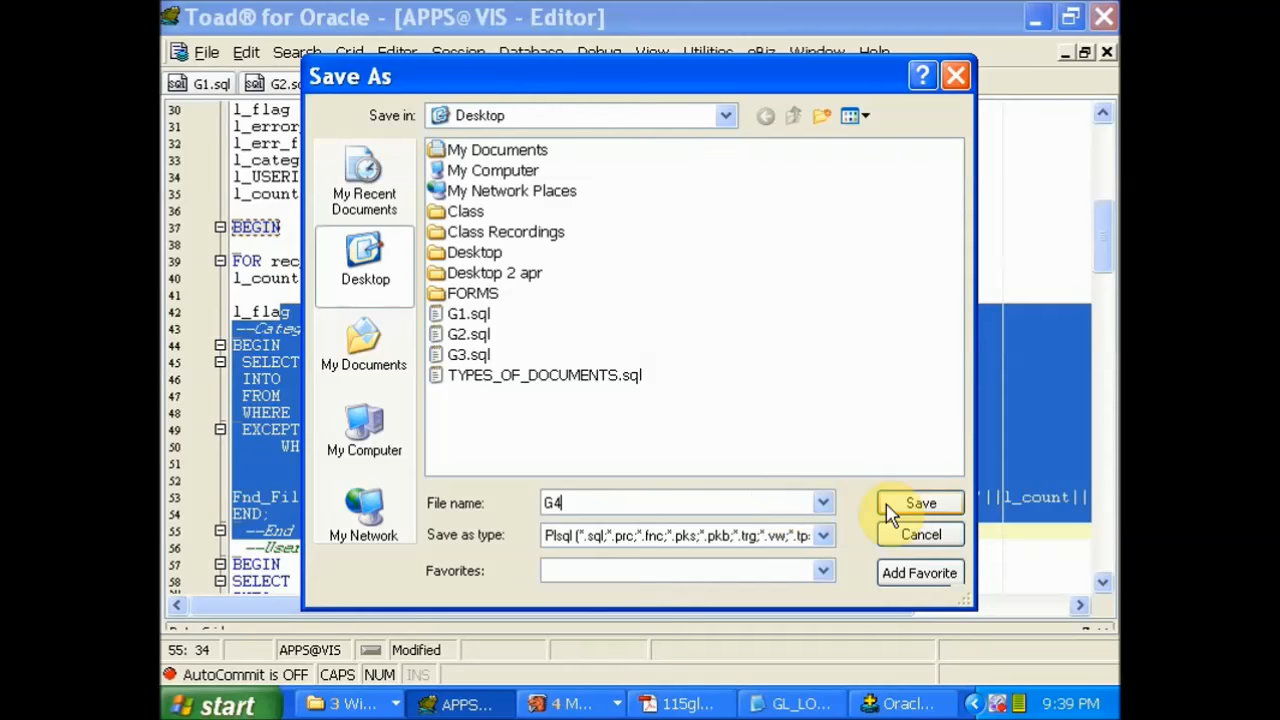 Toad® for Oracle - [APPS@VIS - Editor]
File Edit Search Grid Editor Session Database Debug View Utilities eBiz Window Help
G1.sql G2.s
Save As
Save in: Desktop
My Recent Documents
Desktop
My Documents
My Computer
My Network
My Documents
My Computer
My Network Places
Class
Class Recordings
Desktop
Desktop 2 apr
FORMS
G1.sql
G2.sql
G3.sql
TYPES_OF_DOCUMENTS.sql
File name: G4 Save
Save as type: Plsql (*.sql;*.prc;*.fnc;*.pks;*.pkb;*.trg;*.vw;*.tp: Cancel
Favorites: Add Favorite
30 l_flag
31 l_error_
32 l_err_f
33 l_categ
34 l_USERI
35 l_count
36
37 BEGIN
38
39 FOR rec
40 l_count
41
42 l_flag
43 --Categ
44 BEGIN
45 SELECT
46 INTO
47 FROM
48 WHERE
49 EXCEPT
50 WH
51
52
53 Fnd_Fil '||l_count||
54 END;
55 --End
56 --User
57 BEGIN
58 SELECT
55: 34 APPS@VIS Modified
AutoCommit is OFF CAPS NUM INS
start 3 Wi... APPS... 4 M... 115gl... GL_LO... Oracl... 9:39 PM